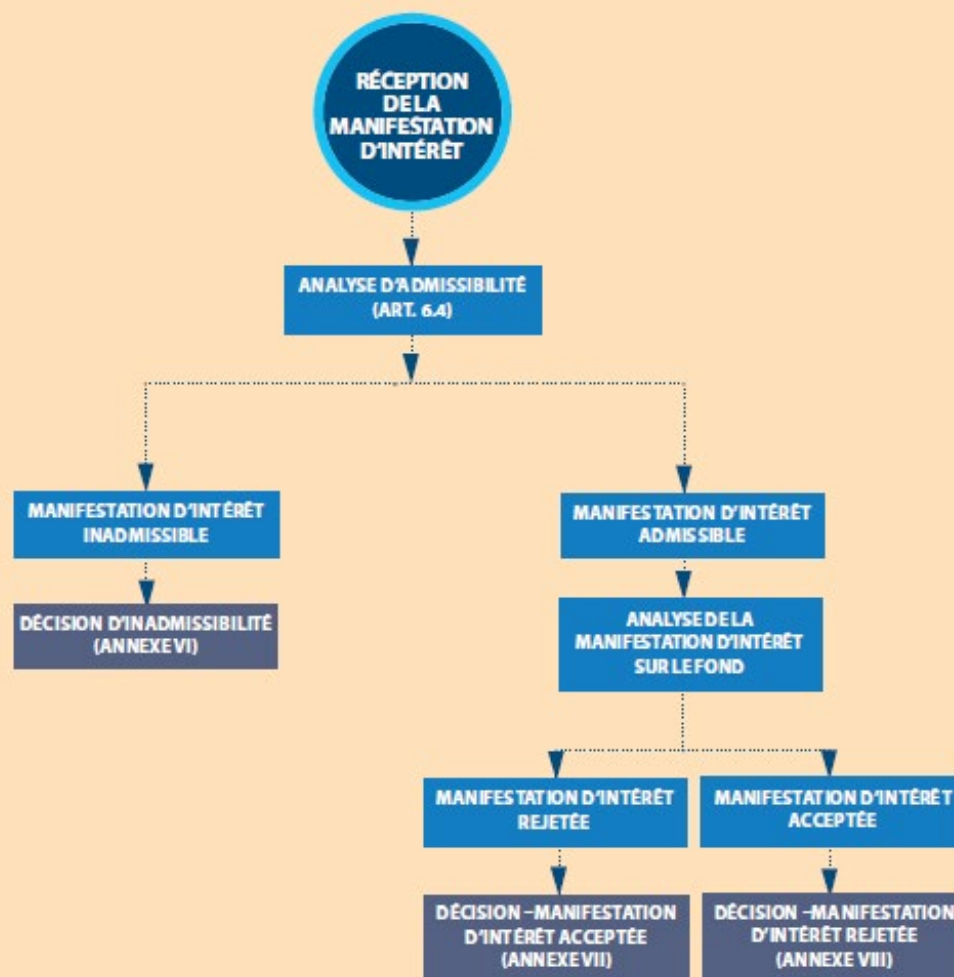 RÉCEPTION
DE LA
MANIFESTATION
D'INTÉRÊT
ANALYSE D'ADMISSIBILITÉ
(ART. 6.4)
MANIFESTATION D'INTÉRÊT
INADMISSIBLE
MANIFESTATION D'INTÉRÊT
ADMISSIBLE
DÉCISION D'INADMISSIBILITÉ
(ANNEXE VI)
ANALYSE DE LA
MANIFESTATION D'INTÉRÊT
SUR LE FOND
MANIFESTATION D'INTÉRÊT
REJETÉE
MANIFESTATION D'INTÉRÊT
ACCEPTÉE
DÉCISION –MANIFESTATION
D'INTÉRÊT ACCEPTÉE
(ANNEXE VII)
DÉCISION –MANIFESTATION
D'INTÉRÊT REJETÉE
(ANNEXE VIII)